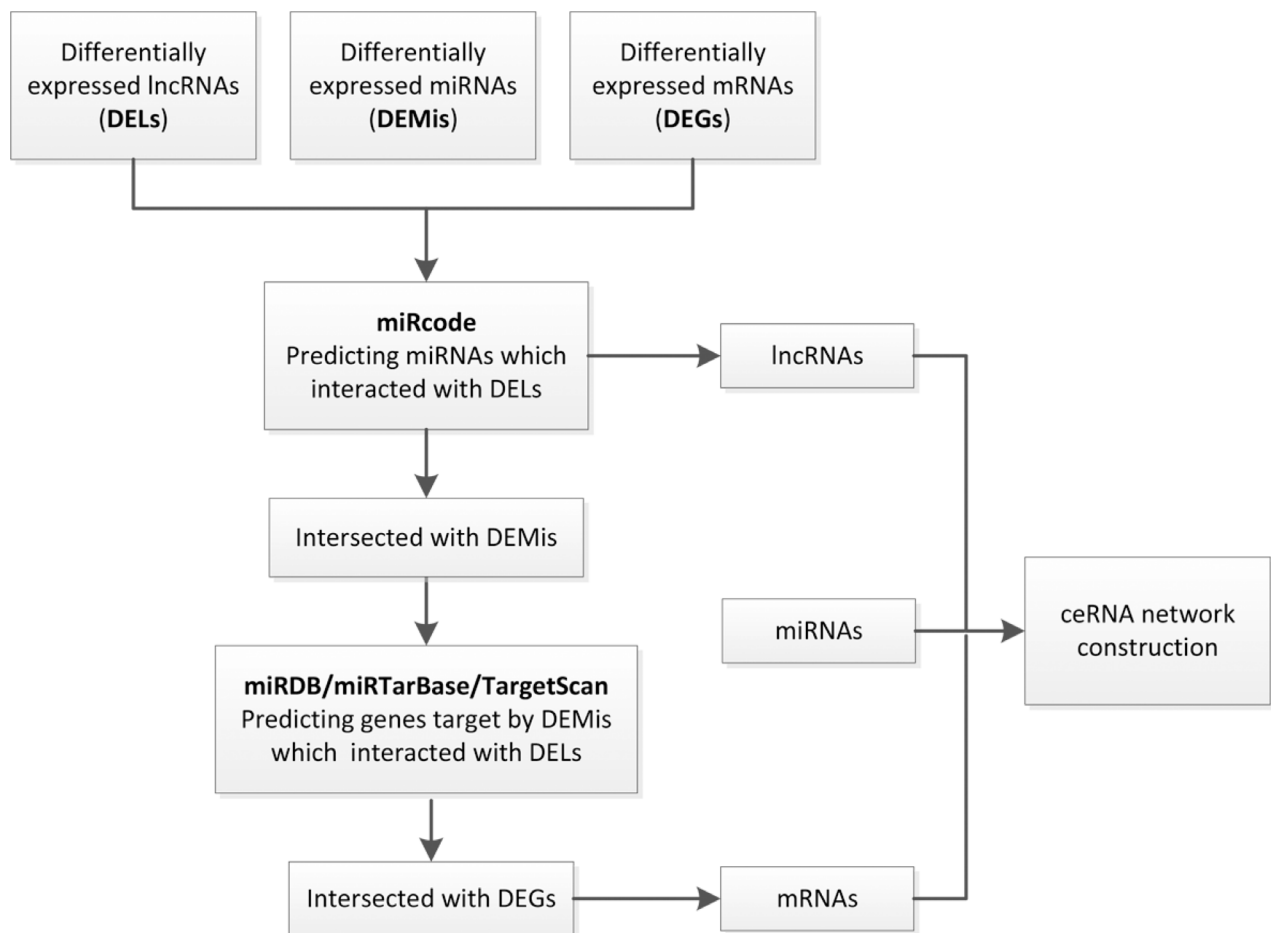 Differentially
expressed lncRNAs
(DELs)
Differentially
expressed miRNAs
(DEMis)
Differentially
expressed mRNAs
(DEGs)
miRcode
Predicting miRNAs which
interacted with DELs
lncRNAs
Intersected with DEMis
miRNAs
ceRNA network
construction
miRDB/miRTarBase/TargetScan
Predicting genes target by DEMis
which  interacted with DELs
Intersected with DEGs
mRNAs